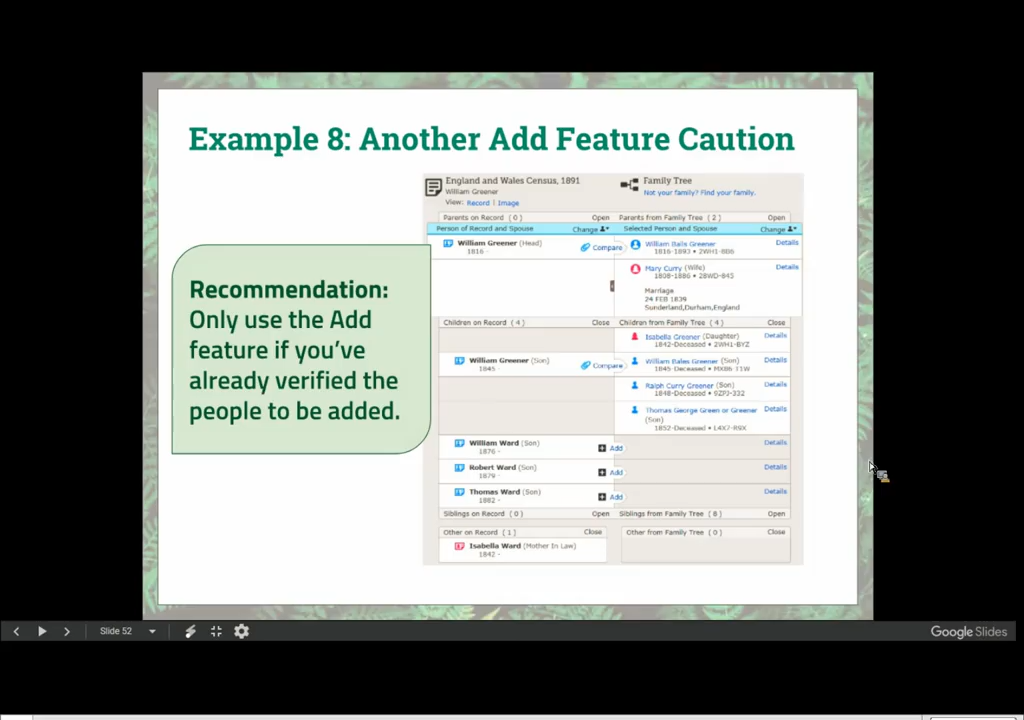 Example 8: Another Add Feature Caution
Recommendation:
Only use the Add
feature if you've
already verified the
people to be added.
England and Wales Census, 1891
William Greener
View: Record | Image
Family Tree
Not your family? Find your family.
Parents on Record ( 0 ) Open Parents from Family Tree ( 2 ) Open
Person of Record and Spouse Change Selected Person and Spouse Change
William Greener (Head)
1816 -
Compare
William Bails Greener
1816-1893 • 2WH1-BB6
Details
Mary Curry (Wife)
1808-1886 • 28WD-845
Details
Marriage
24 FEB 1839
Sunderland,Durham,England
Children on Record ( 4 ) Close Children from Family Tree ( 4 ) Close
Isabella Greener (Daughter)
1842-Deceased • 2WH1-BYZ
Details
William Greener (Son)
1845 -
Compare
William Bales Greener (Son)
1845-Deceased •
Details
Ralph Curry Greener (Son)
1848-Deceased • 9ZPJ-332
Details
Thomas George Green or Greener
(Son)
1852-Deceased • L4X7-R9X
Details
William Ward (Son)
1876 -
Add
Details
Robert Ward (Son)
1879 -
Add
Details
Thomas Ward (Son)
1882 -
Add
Details
Siblings on Record ( 0 ) Open Siblings from Family Tree ( 8 ) Open
Other on Record ( 1 ) Close Other from Family Tree ( 0 ) Close
Isabella Ward (Mother In Law)
1842 -
Slide 52
Google Slides